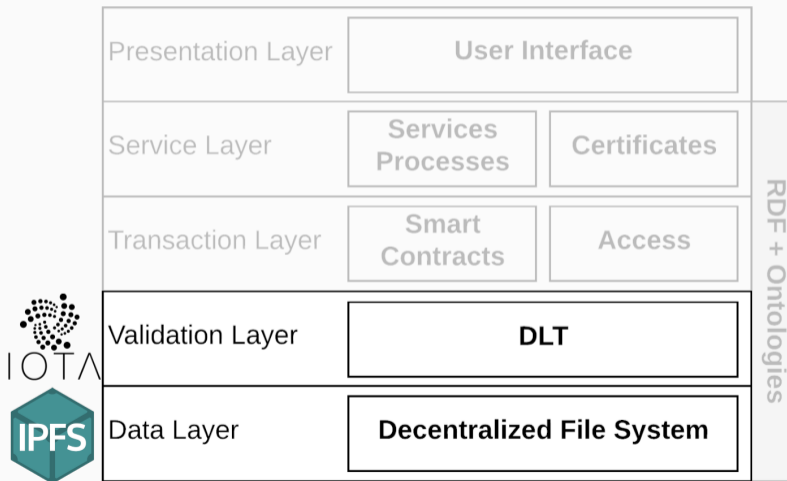 Presentation Layer
User Interface
Service Layer
Services
Processes
Certificates
Transaction Layer
Smart
Contracts
Access
RDF + Ontologies
IOTA
Validation Layer
DLT
IPFS
Data Layer
Decentralized File System